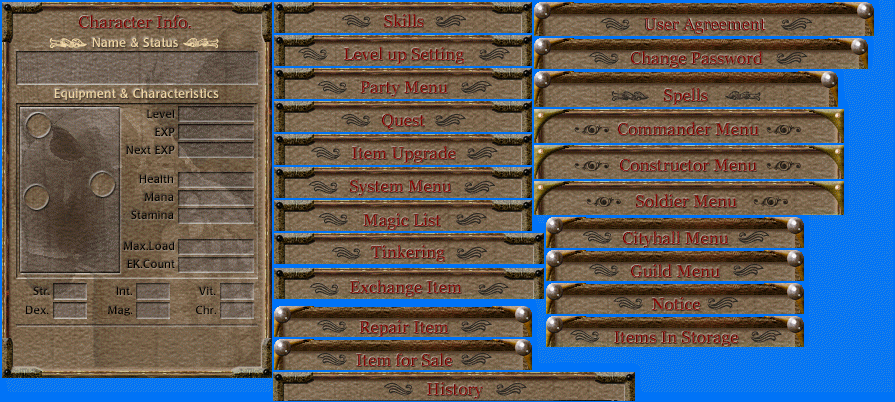 Character Info.
Name & Status
Equipment & Characteristics
Level
EXP
Next EXP
Health
Mana
Stamina
Max.Load
EK.Count
Str. Int. Vit.
Dex. Mag. Chr.
Skills
Level up Setting
Party Menu
Quest
Item Upgrade
System Menu
Magic List
Tinkering
Exchange Item
Repair Item
Item for Sale
History
User Agreement
Change Password
Spells
Commander Menu
Constructor Menu
Soldier Menu
Cityhall Menu
Guild Menu
Notice
Items In Storage